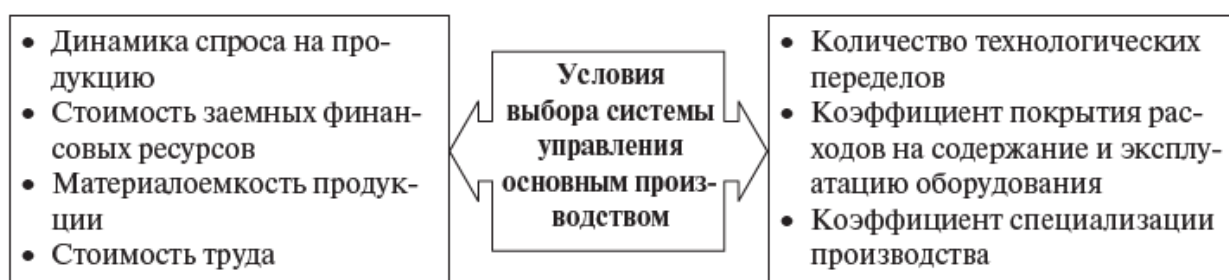 • Динамика спроса на про-
дукцию
• Стоимость заемных финан-
совых ресурсов
• Материалоемкость продук-
ции
• Стоимость труда
Условия
выбора системы
управления
основным произ-
водством
• Количество технологических
переделов
• Коэффициент покрытия рас-
ходов на содержание и эксплу-
атацию оборудования
• Коэффициент специализации
производства